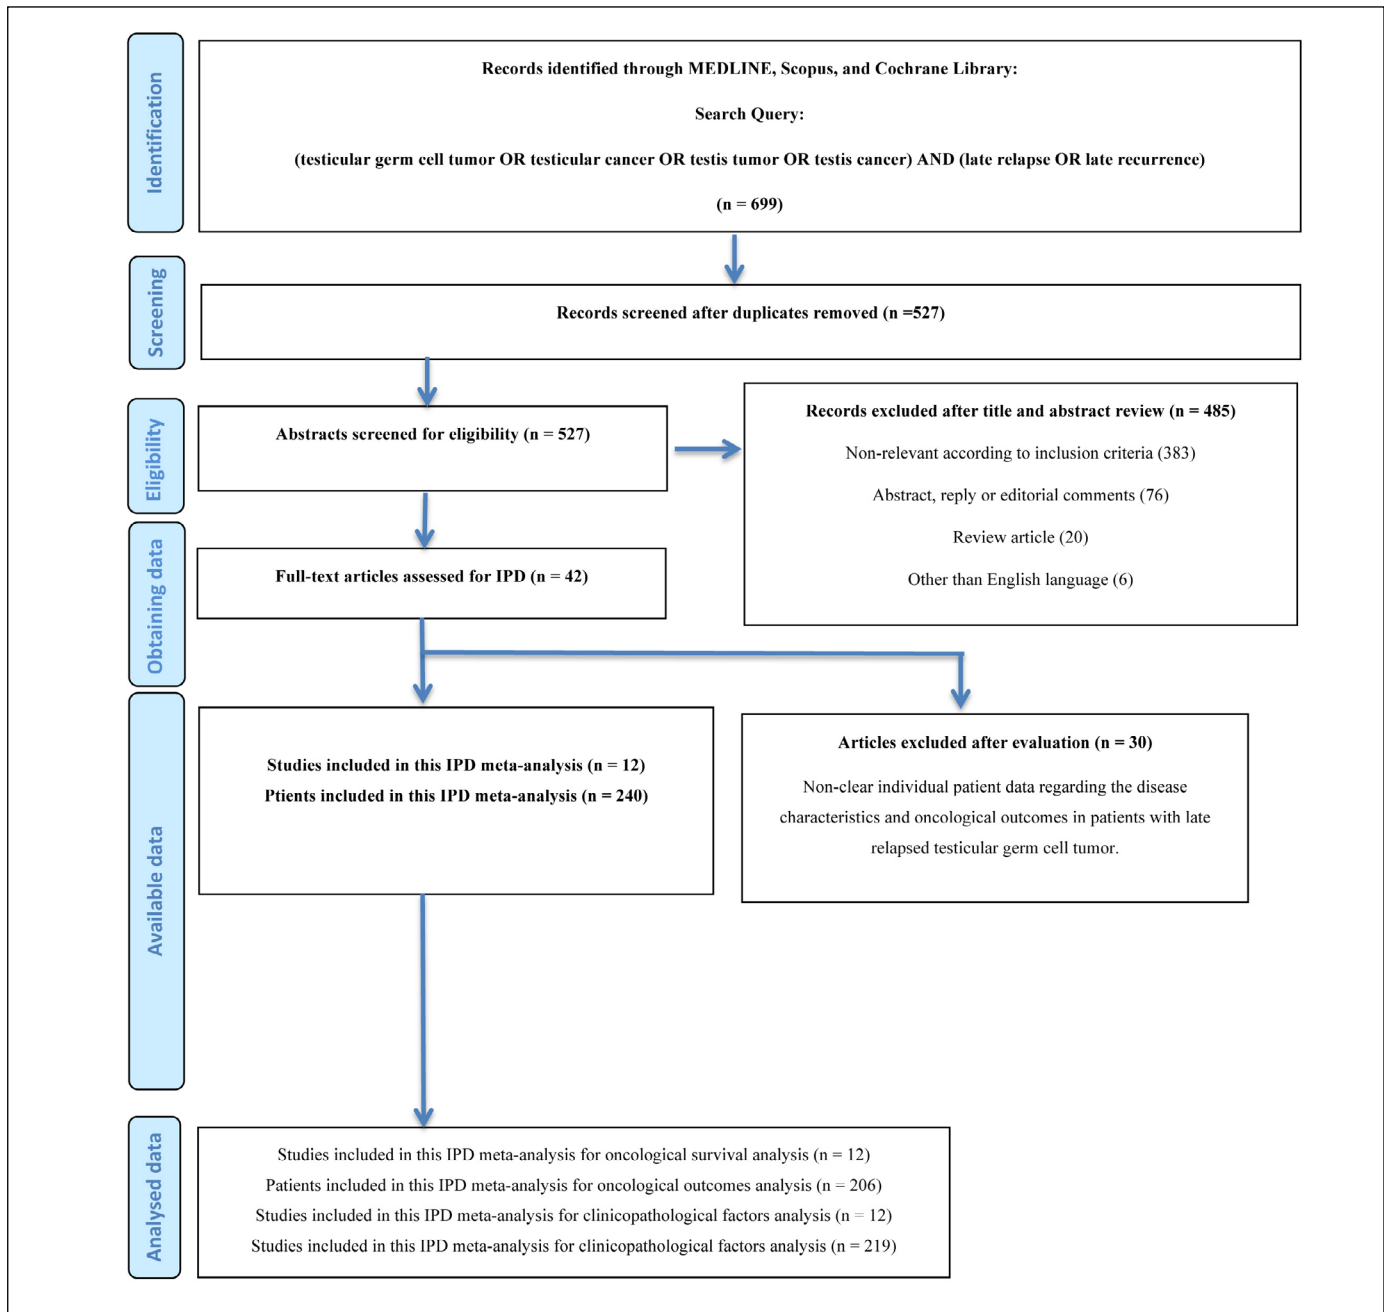 Identification
Records identified through MEDLINE, Scopus, and Cochrane Library:
Search Query:
(testicular germ cell tumor OR testicular cancer OR testis tumor OR testis cancer) AND (late relapse OR late recurrence)
(n = 699)
Screening
Records screened after duplicates removed (n =527)
Eligibility
Abstracts screened for eligibility (n = 527)
Records excluded after title and abstract review (n = 485)
Non-relevant according to inclusion criteria (383)
Abstract, reply or editorial comments (76)
Review article (20)
Other than English language (6)
Obtaining data
Full-text articles assessed for IPD (n = 42)
Available data
Studies included in this IPD meta-analysis (n = 12)
Ptients included in this IPD meta-analysis (n = 240)
Articles excluded after evaluation (n = 30)
Non-clear individual patient data regarding the disease
characteristics and oncological outcomes in patients with late
relapsed testicular germ cell tumor.
Analysed data
Studies included in this IPD meta-analysis for oncological survival analysis (n = 12)
Patients included in this IPD meta-analysis for oncological outcomes analysis (n = 206)
Studies included in this IPD meta-analysis for clinicopathological factors analysis (n = 12)
Studies included in this IPD meta-analysis for clinicopathological factors analysis (n = 219)